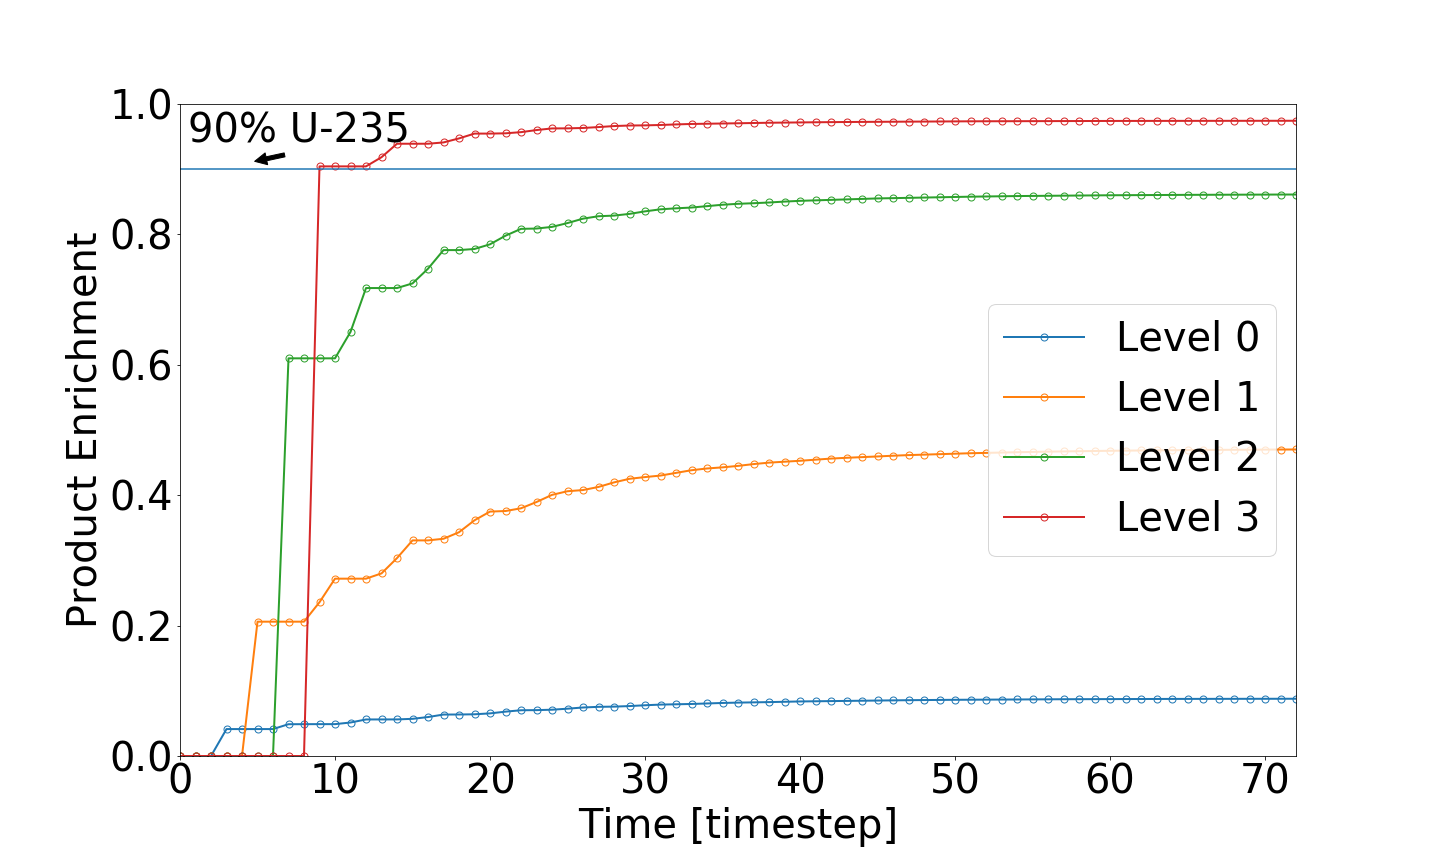 90% U-235
1.0
0.8
0.6
0.4
0.2
0.0
Product Enrichment
0 10 20 30 40 50 60 70
Time [timestep]
Level 0
Level 1
Level 2
Level 3